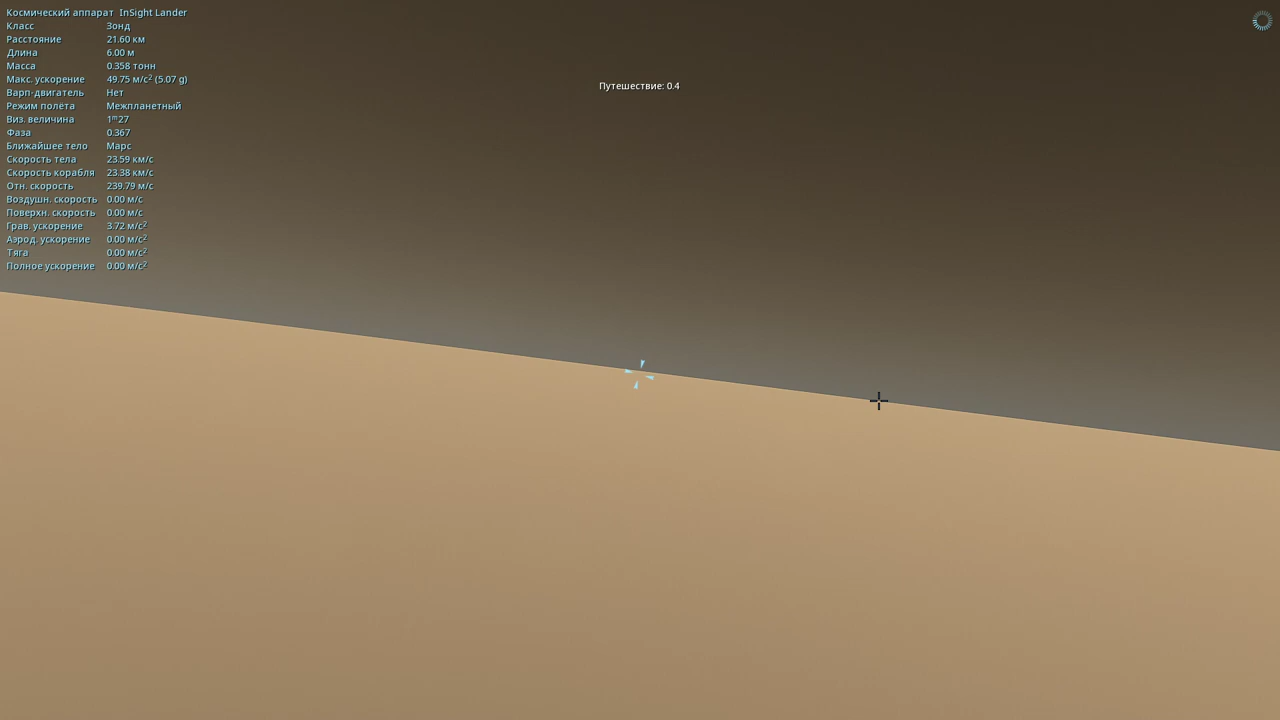 Космический аппарат InSight Lander
Класс Зонд
Расстояние 21.60 км
Длина 6.00 м
Масса 0.358 тонн
Макс. ускорение 49.75 м/с² (5.07 g)
Варп-двигатель Нет
Режим полёта Межпланетный
Виз. величина 1ᵐ27
Фаза 0.367
Ближайшее тело Марс
Скорость тела 23.59 км/с
Скорость корабля 23.38 км/с
Отн. скорость 239.79 м/с
Воздушн. скорость 0.00 м/с
Поверхн. скорость 0.00 м/с
Грав. ускорение 3.72 м/с²
Аэрод. ускорение 0.00 м/с²
Тяга 0.00 м/с²
Полное ускорение 0.00 м/с²
Путешествие: 0.4